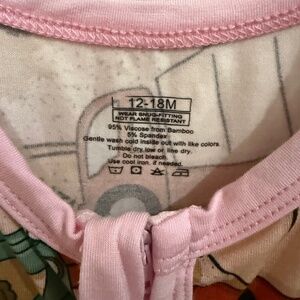 12-18M
WEAR SNUG-FITTING
NOT FLAME RESISTANT
95% Viscose from Bamboo
5% Spandex
Gentle wash cold inside out with like colors.
Tumble dry low or line dry.
Do not bleach.
Use cool iron, if needed.